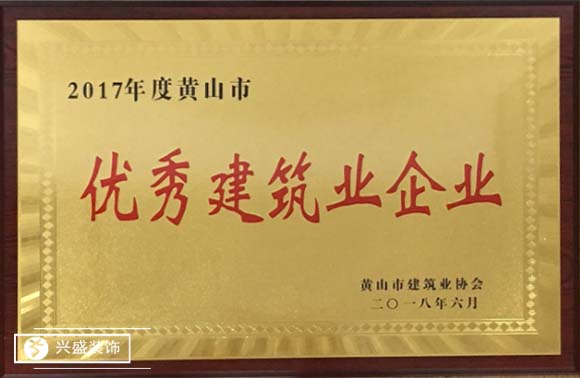 2017年度黄山市
优秀建筑业企业
黄山市建筑业协会
二〇一八年六月
兴盛装饰